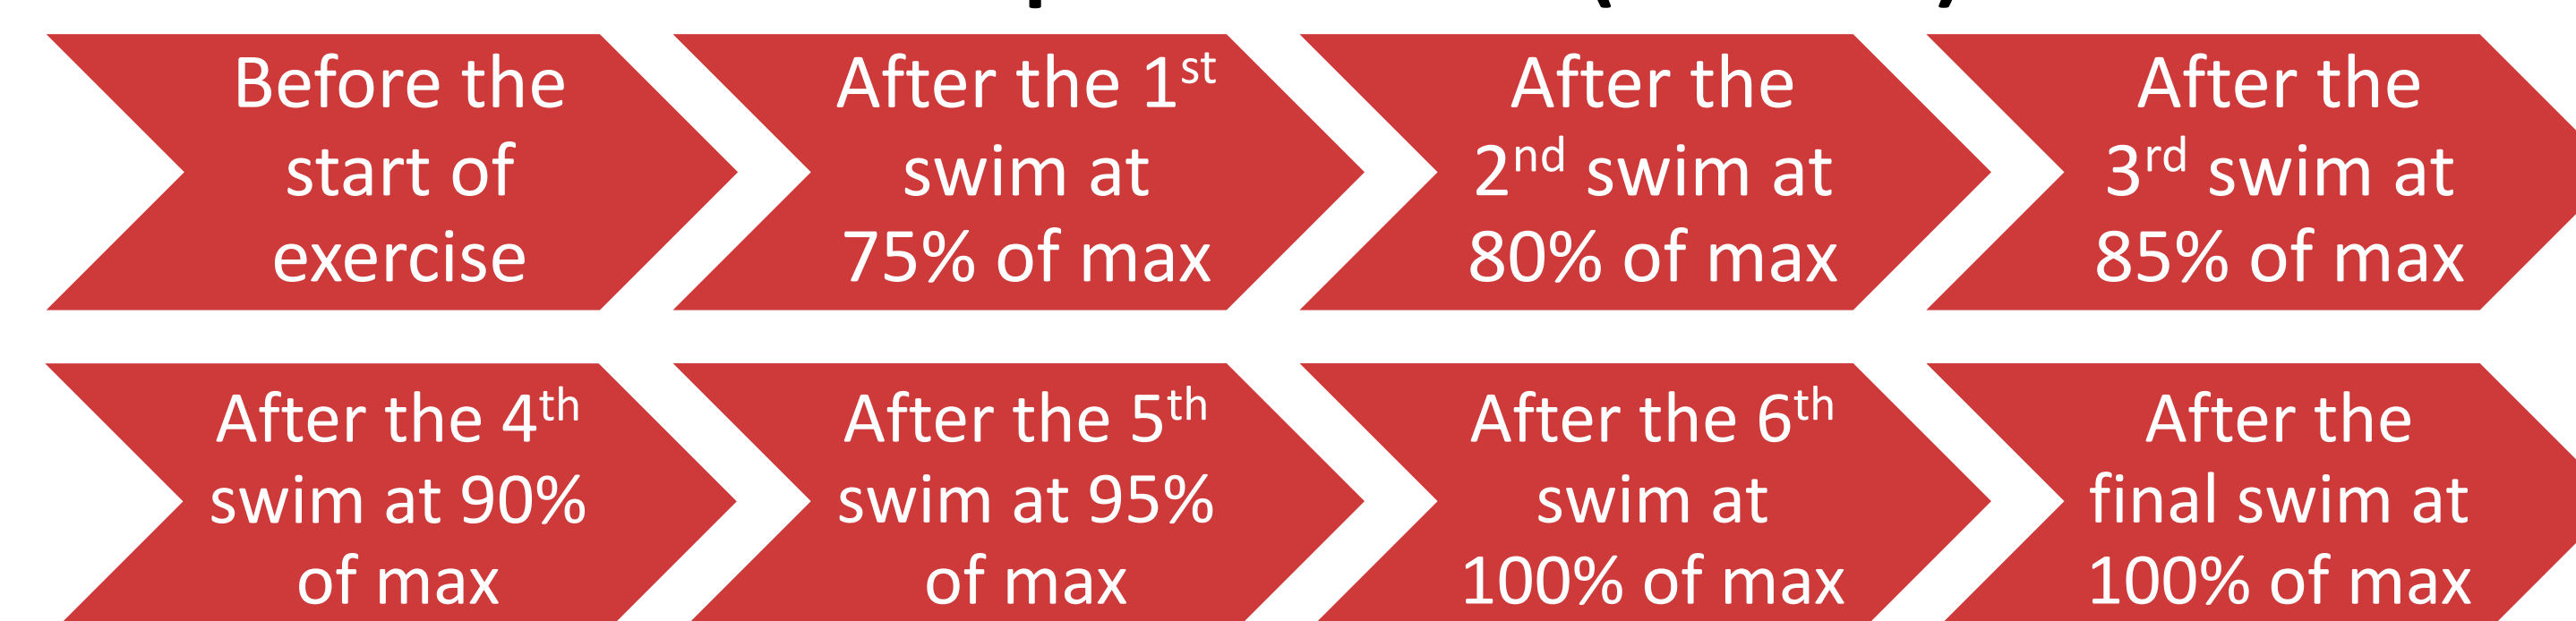 Before the
start of
exercise
After the 1st
swim at
75% of max
After the
2nd swim at
80% of max
After the
3rd swim at
85% of max
After the 4th
swim at 90%
of max
After the 5th
swim at 95%
of max
After the 6th
swim at
100% of max
After the
final swim at
100% of max